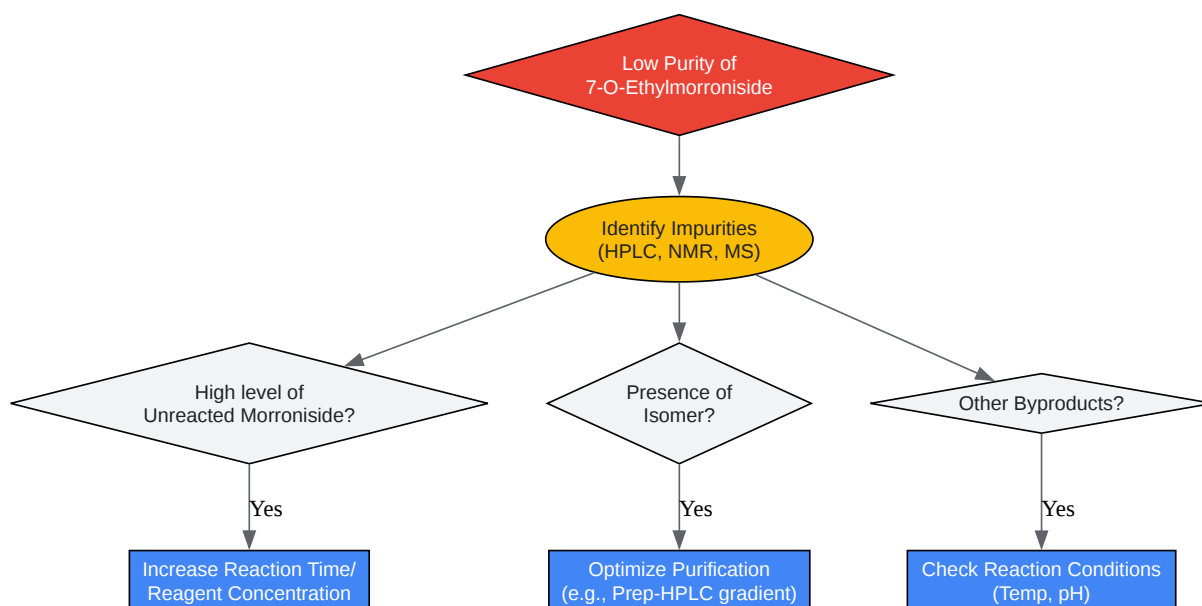 Low Purity of
7-O-Ethylmorroniside
Identify Impurities
(HPLC, NMR, MS)
High level of
Unreacted Morroniside?
Presence of
Isomer?
Other Byproducts?
Yes
Yes
Yes
Increase Reaction Time/
Reagent Concentration
Optimize Purification
(e.g., Prep-HPLC gradient)
Check Reaction Conditions
(Temp, pH)